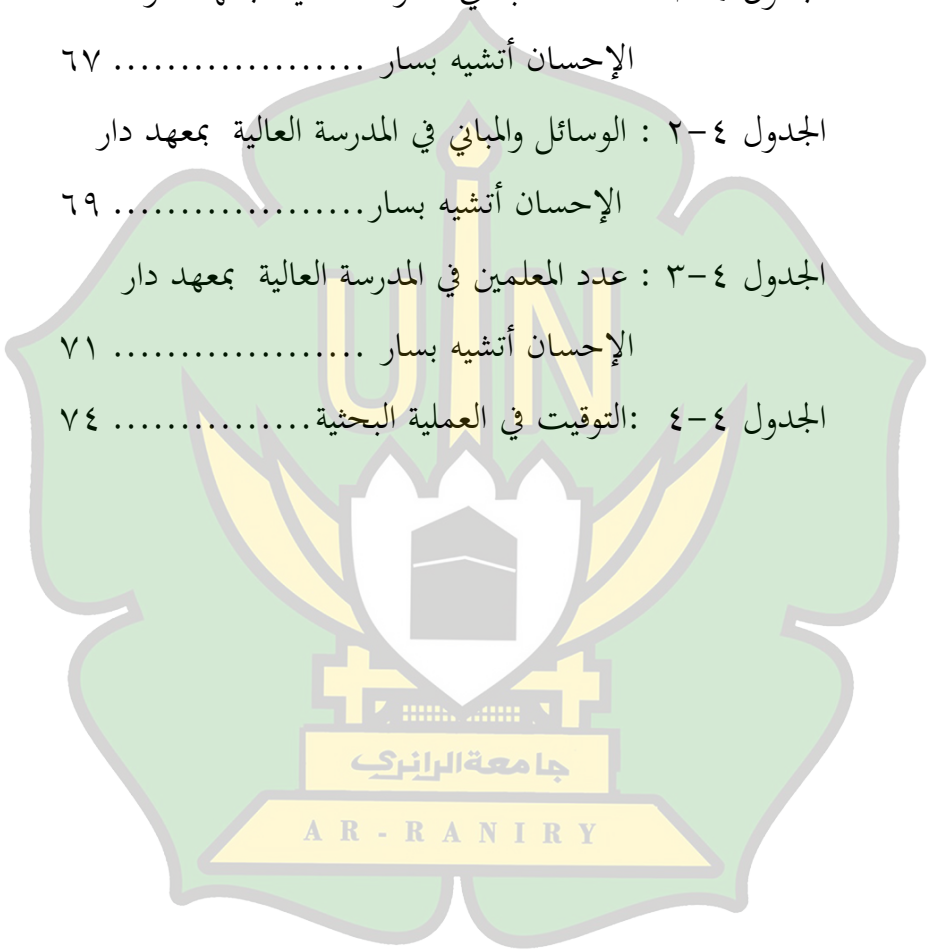 الإحسان أتشيه بسار ................... ٦٧
الجدول ٤-٢ : الوسائل والمباني في المدرسة العالية بمعهد دار
الإحسان أتشيه بسار................... ٦٩
الجدول ٤-٣ : عدد المعلمين في المدرسة العالية بمعهد دار
الإحسان أتشيه بسار ................... ٧١
الجدول ٤-٤ :التوقيت في العملية البحثية............... ٧٤
UIN
جامعة الرانري
AR-RANIRY